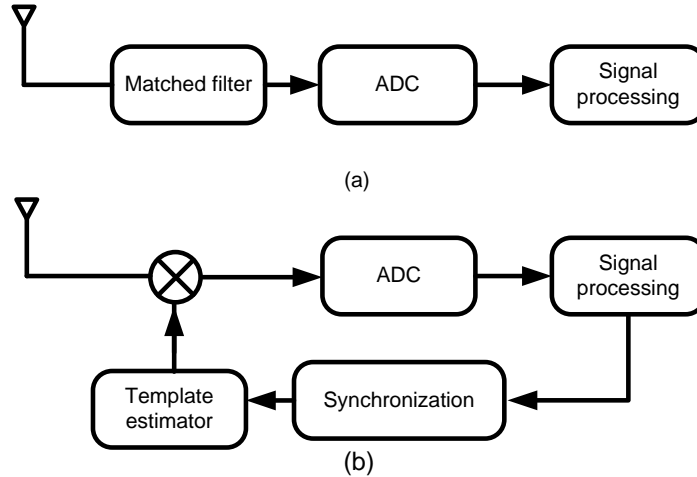 Matched filter
ADC
Signal
processing
(a)
ADC
Signal
processing
Template
estimator
Synchronization
(b)